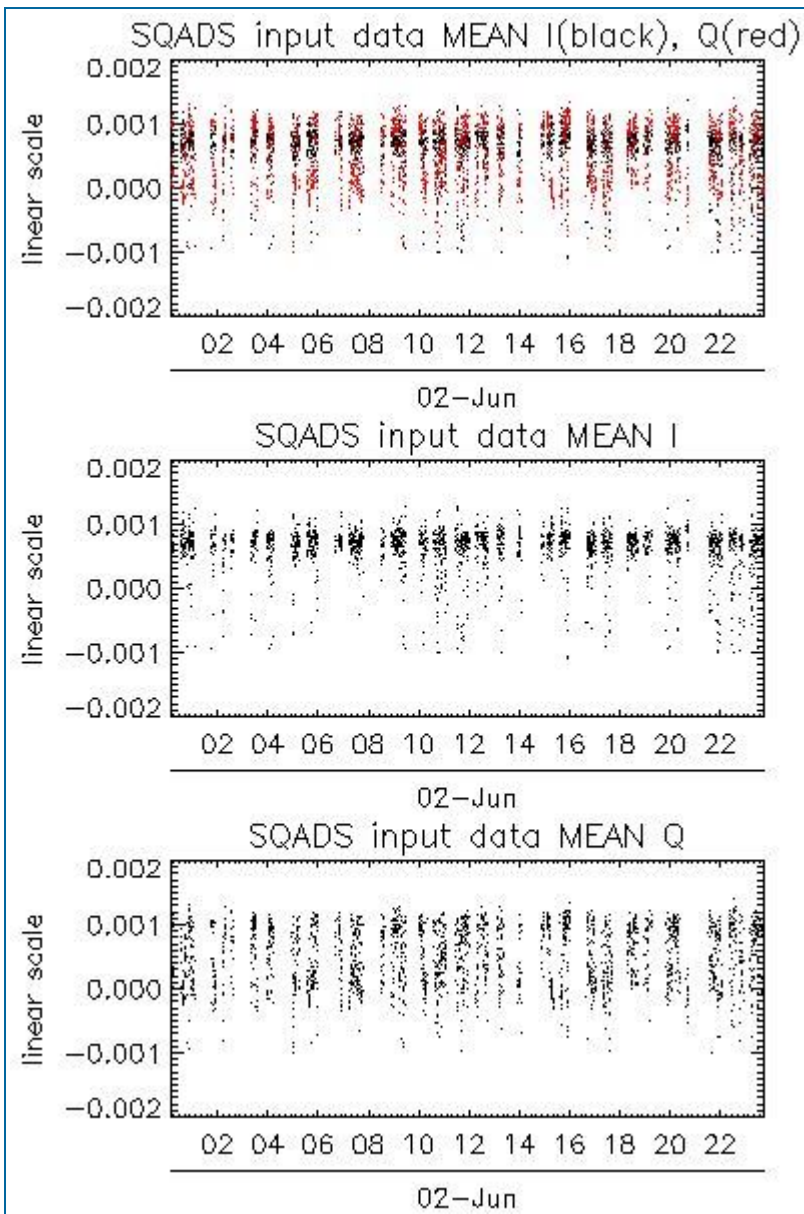 SQADS input data MEAN I(black), Q(red)
0.002
0.001
0.000
-0.001
-0.002
linear scale
02 04 06 08 10 12 14 16 18 20 22
02-Jun
SQADS input data MEAN I
0.002
0.001
0.000
-0.001
-0.002
linear scale
02 04 06 08 10 12 14 16 18 20 22
02-Jun
SQADS input data MEAN Q
0.002
0.001
0.000
-0.001
-0.002
linear scale
02 04 06 08 10 12 14 16 18 20 22
02-Jun